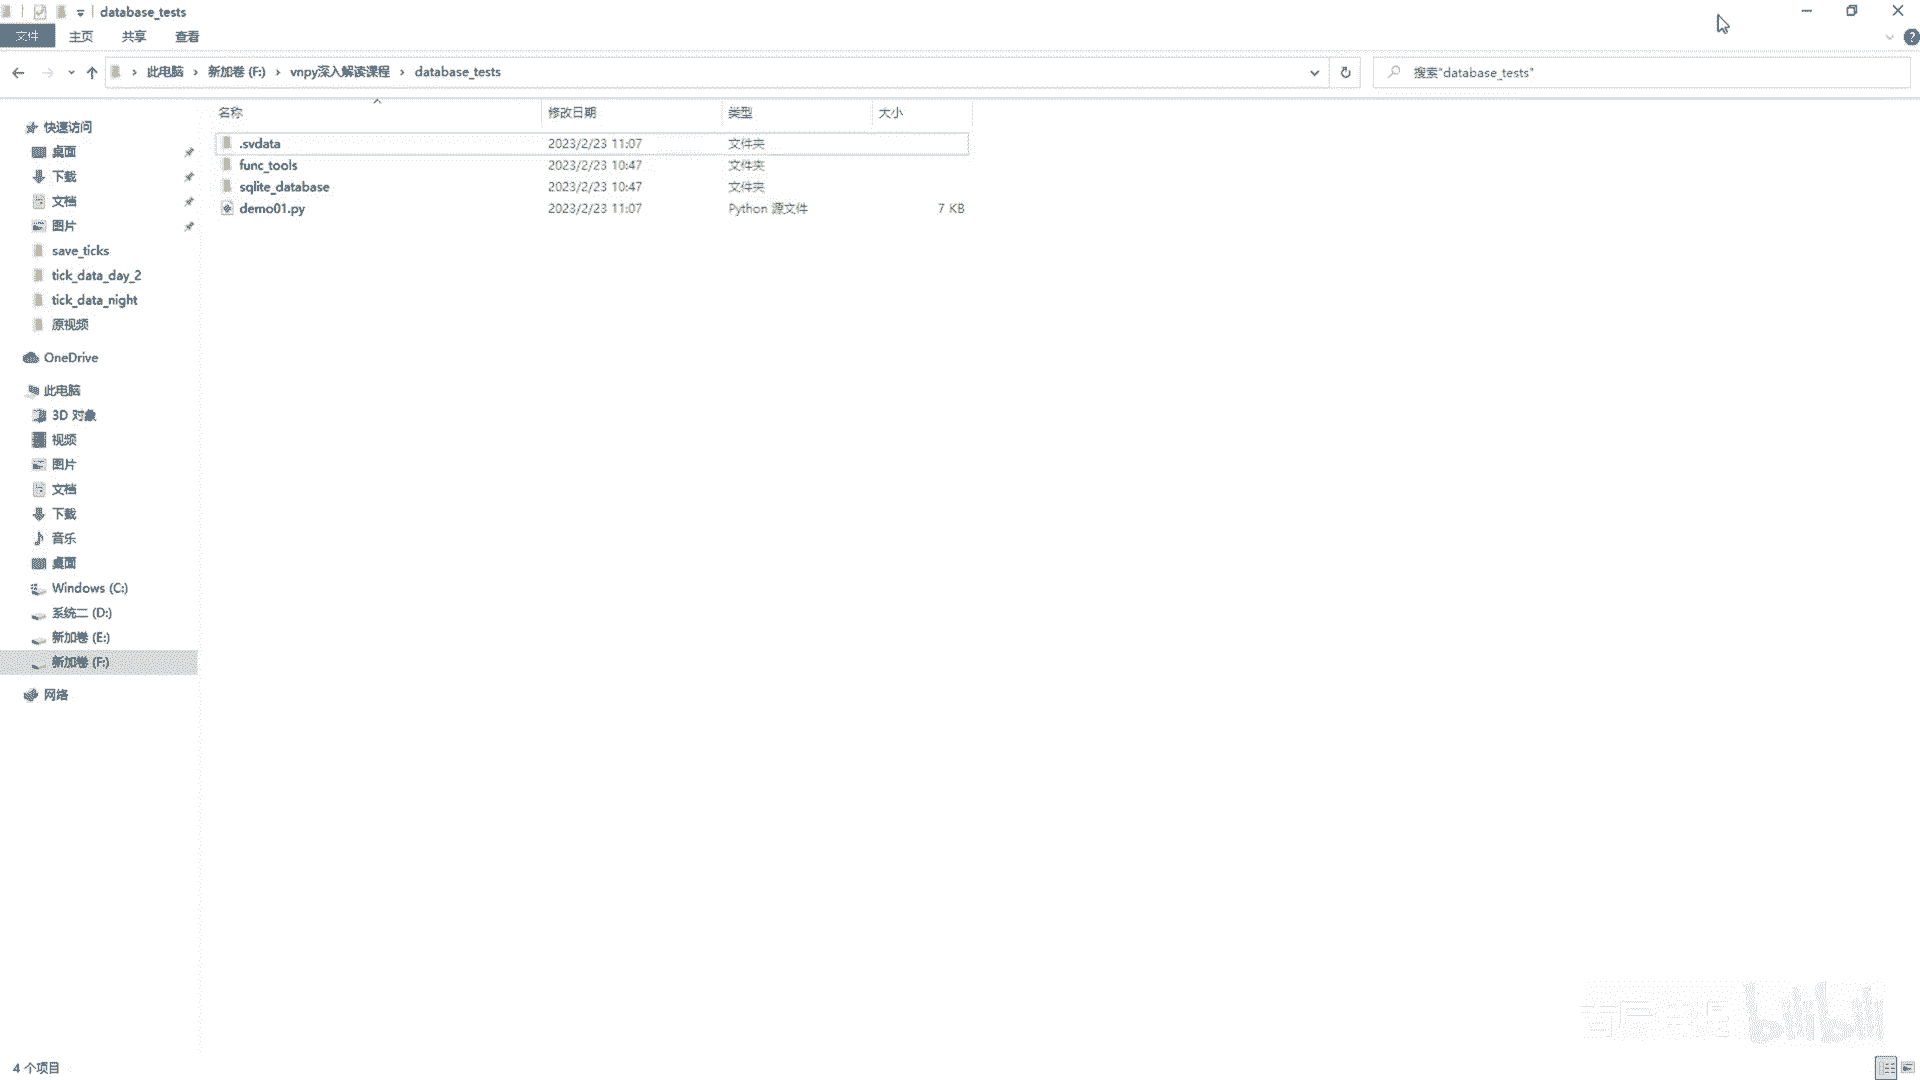 database_tests
文件 主页 共享 查看
此电脑 › 新加卷 (F:) › vnpy深入解读课程 › database_tests
搜索"database_tests"
名称 修改日期 类型 大小
.svdata 2023/2/23 11:07 文件夹
func_tools 2023/2/23 10:47 文件夹
sqlite_database 2023/2/23 10:47 文件夹
demo01.py 2023/2/23 11:07 Python 源文件 7 KB
快速访问
桌面
下载
文档
图片
save_ticks
tick_data_day_2
tick_data_night
原视频
OneDrive
此电脑
3D 对象
视频
图片
文档
下载
音乐
桌面
Windows (C:)
系统二 (D:)
新加卷 (E:)
新加卷 (F:)
网络
bilibili
4 个项目